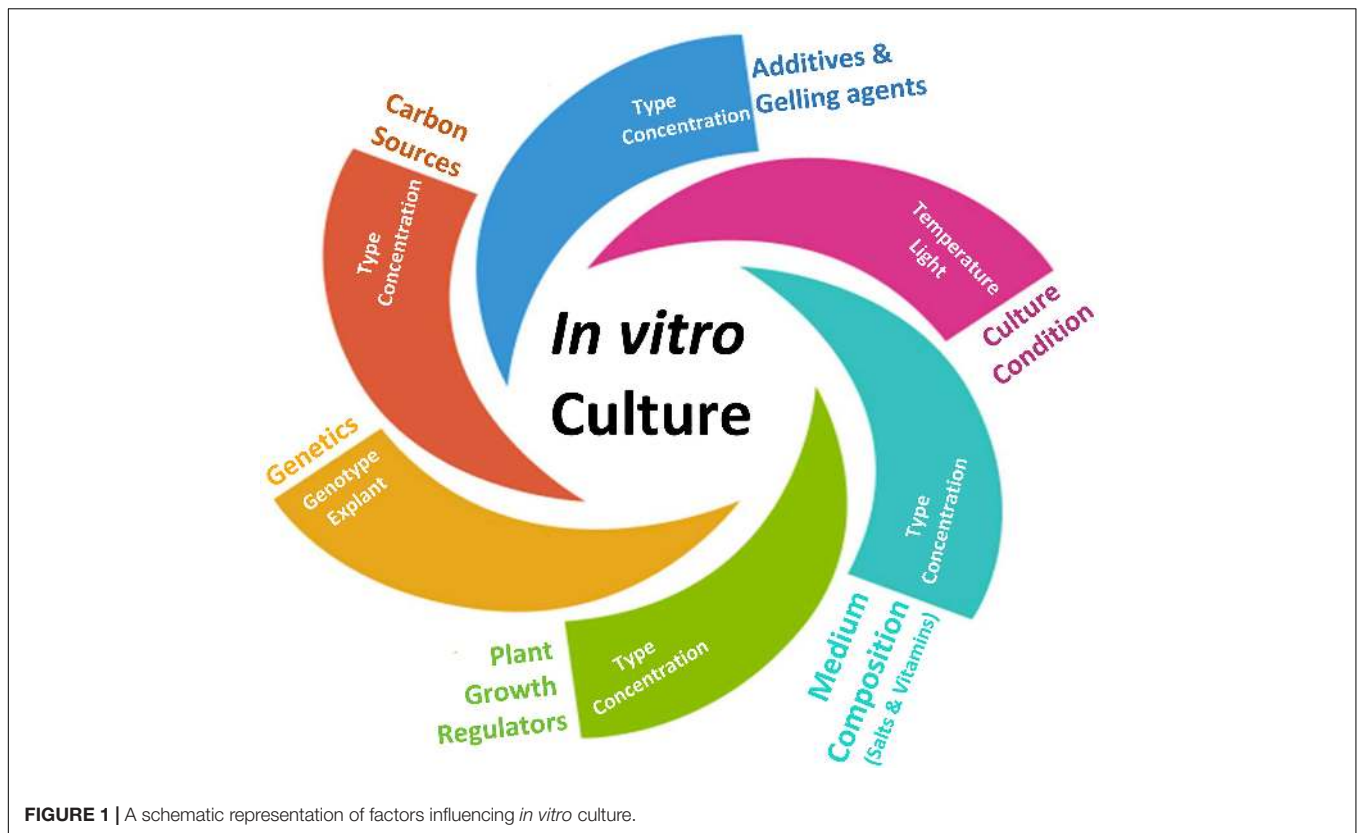 Additives &
Gelling agents
Type
Concentration
Carbon
Sources
Type
Concentration
Temperature
Light
Culture
Condition
In vitro
Culture
Genetics
Genotype
Explant
Type
Concentration
Medium
Composition
(Salts & Vitamins)
Plant
Growth
Regulators
Type
Concentration
FIGURE 1 | A schematic representation of factors influencing in vitro culture.